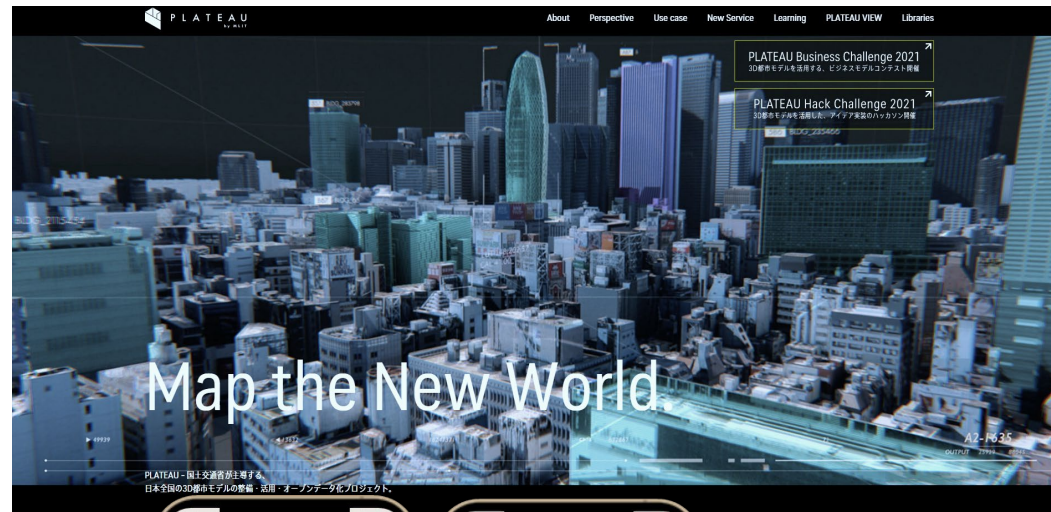 PLATEAU
by MLIT
About Perspective Use case New Service Learning PLATEAU VIEW Libraries
PLATEAU Business Challenge 2021
3D都市モデルを活用する、ビジネスモデルコンテスト開催
PLATEAU Hack Challenge 2021
3D都市モデルを活用した、アイデア実装のハッカソン開催
Map the New World.
49939
A2-1635
OUTPUT
PLATEAU - 国土交通省が主導する、
日本全国の3D都市モデルの整備・活用・オープンデータ化プロジェクト。